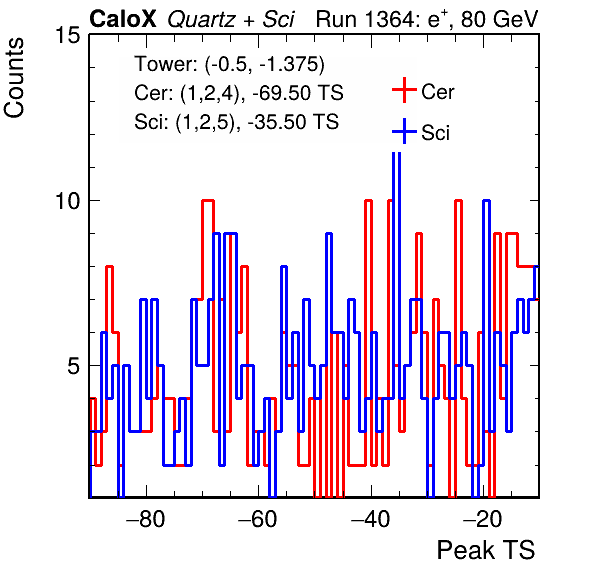 CaloX Quartz + Sci Run 1364: e+, 80 GeV
Counts
15
10
5
Tower: (-0.5, -1.375)
Cer: (1,2,4), -69.50 TS
Sci: (1,2,5), -35.50 TS
Cer
Sci
−80 −60 −40 −20
Peak TS